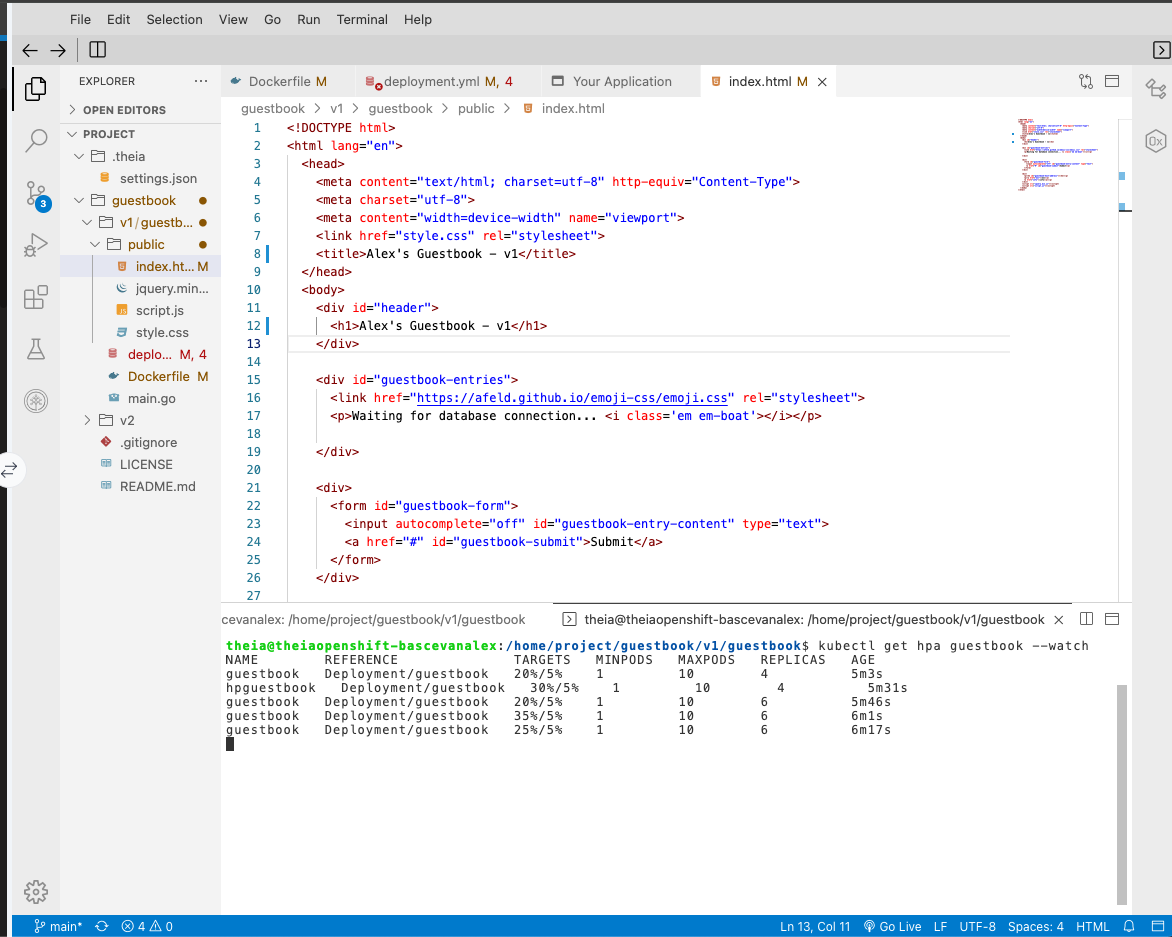 File Edit Selection View Go Run Terminal Help
EXPLORER ...
OPEN EDITORS
PROJECT
.theia
settings.json
guestbook
v1/guestb...
public
index.ht... M
jquery.min...
script.js
style.css
deplo... M, 4
Dockerfile M
main.go
v2
.gitignore
LICENSE
README.md
3
0x
Dockerfile M deployment.yml M, 4 Your Application index.html M
guestbook > v1 > guestbook > public > index.html
1 <!DOCTYPE html>
2 <html lang="en">
3 <head>
4 <meta content="text/html; charset=utf-8" http-equiv="Content-Type">
5 <meta charset="utf-8">
6 <meta content="width=device-width" name="viewport">
7 <link href="style.css" rel="stylesheet">
8 <title>Alex's Guestbook - v1</title>
9 </head>
10 <body>
11 <div id="header">
12 <h1>Alex's Guestbook - v1</h1>
13 </div>
14
15 <div id="guestbook-entries">
16 <link href="https://afeld.github.io/emoji-css/emoji.css" rel="stylesheet">
17 <p>Waiting for database connection... <i class='em em-boat'></i></p>
18
19 </div>
20
21 <div>
22 <form id="guestbook-form">
23 <input autocomplete="off" id="guestbook-entry-content" type="text">
24 <a href="#" id="guestbook-submit">Submit</a>
25 </form>
26 </div>
27
cevanalex: /home/project/guestbook/v1/guestbook theia@theiaopenshift-bascevanalex: /home/project/guestbook/v1/guestbook
theia@theiaopenshift-bascevanalex:/home/project/guestbook/v1/guestbook$ kubectl get hpa guestbook --watch
NAME REFERENCE TARGETS MINPODS MAXPODS REPLICAS AGE
guestbook Deployment/guestbook 20%/5% 1 10 4 5m3s
hpguestbook Deployment/guestbook 30%/5% 1 10 4 5m31s
guestbook Deployment/guestbook 20%/5% 1 10 6 5m46s
guestbook Deployment/guestbook 35%/5% 1 10 6 6m1s
guestbook Deployment/guestbook 25%/5% 1 10 6 6m17s
main* 4 0 Ln 13, Col 11 Go Live LF UTF-8 Spaces: 4 HTML